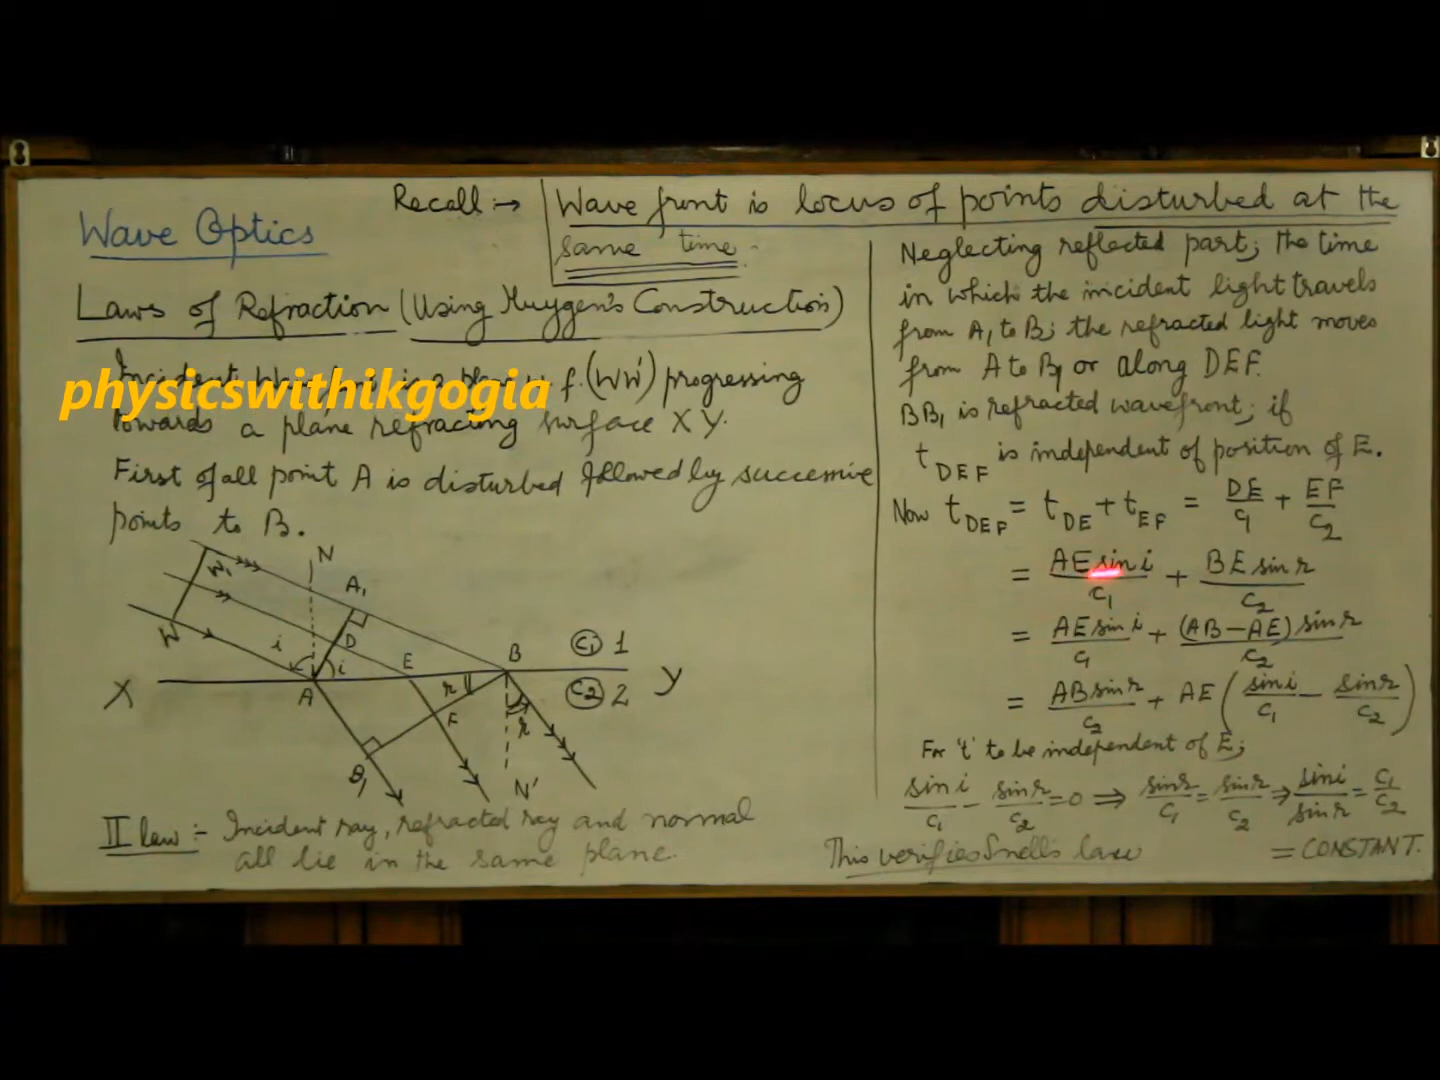 Wave Optics
Recall :→ Wave front is locus of points disturbed at the
same time.
Laws of Refraction (Using Huygen's Construction)
Incident wave front is a plane w.f. (WW') progressing
physicswithikgogia
towards a plane refracting surface XY.
First of all point A is disturbed followed by successive
points to B.
N
W1
A1
W
i
D
i
E
B
C1 1
X
A
r
C2 2
Y
F
r
B1
N'
II law :- Incident ray, refracted ray and normal
all lie in the same plane.
Neglecting reflected part; the time
in which the incident light travels
from A1 to B; the refracted light moves
from A to B1 or along DEF.
BB1 is refracted wavefront; if
tDEF is independent of position of E.
Now tDEF = tDE + tEF = DE/C1 + EF/C2
= AE sin i/C1 + BE sin r/C2
= AE sin i/C1 + (AB-AE) sin r/C2
= AB sin r/C2 + AE (sin i/C1 - sin r/C2)
For 't' to be independent of E;
sin i/C1 - sin r/C2 = 0 ⇒ sin r/C1 = sin r/C2 ⇒ sin i/sin r = C1/C2
This verifies Snell's law = CONSTANT.